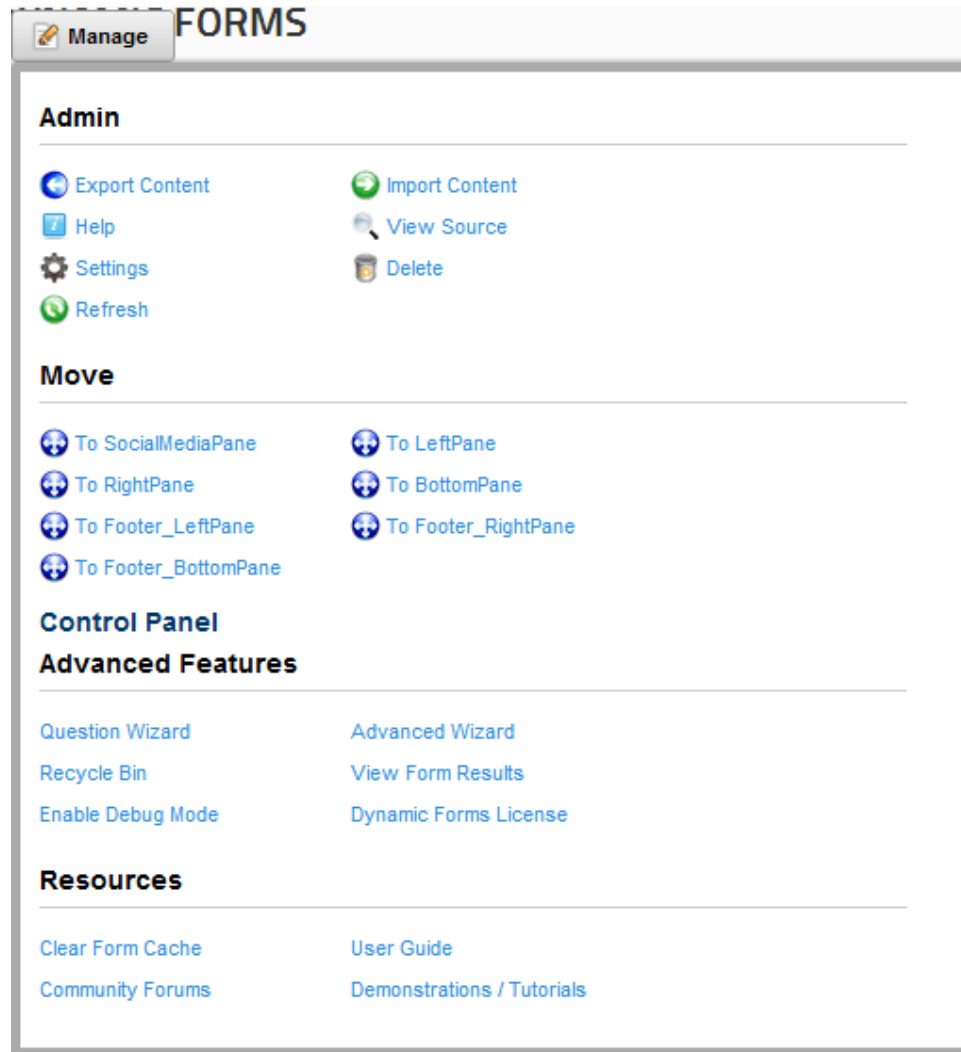 FORMS
Manage
Admin
Export Content Import Content
Help View Source
Settings Delete
Refresh
Move
To SocialMediaPane To LeftPane
To RightPane To BottomPane
To Footer_LeftPane To Footer_RightPane
To Footer_BottomPane
Control Panel
Advanced Features
Question Wizard Advanced Wizard
Recycle Bin View Form Results
Enable Debug Mode Dynamic Forms License
Resources
Clear Form Cache User Guide
Community Forums Demonstrations / Tutorials